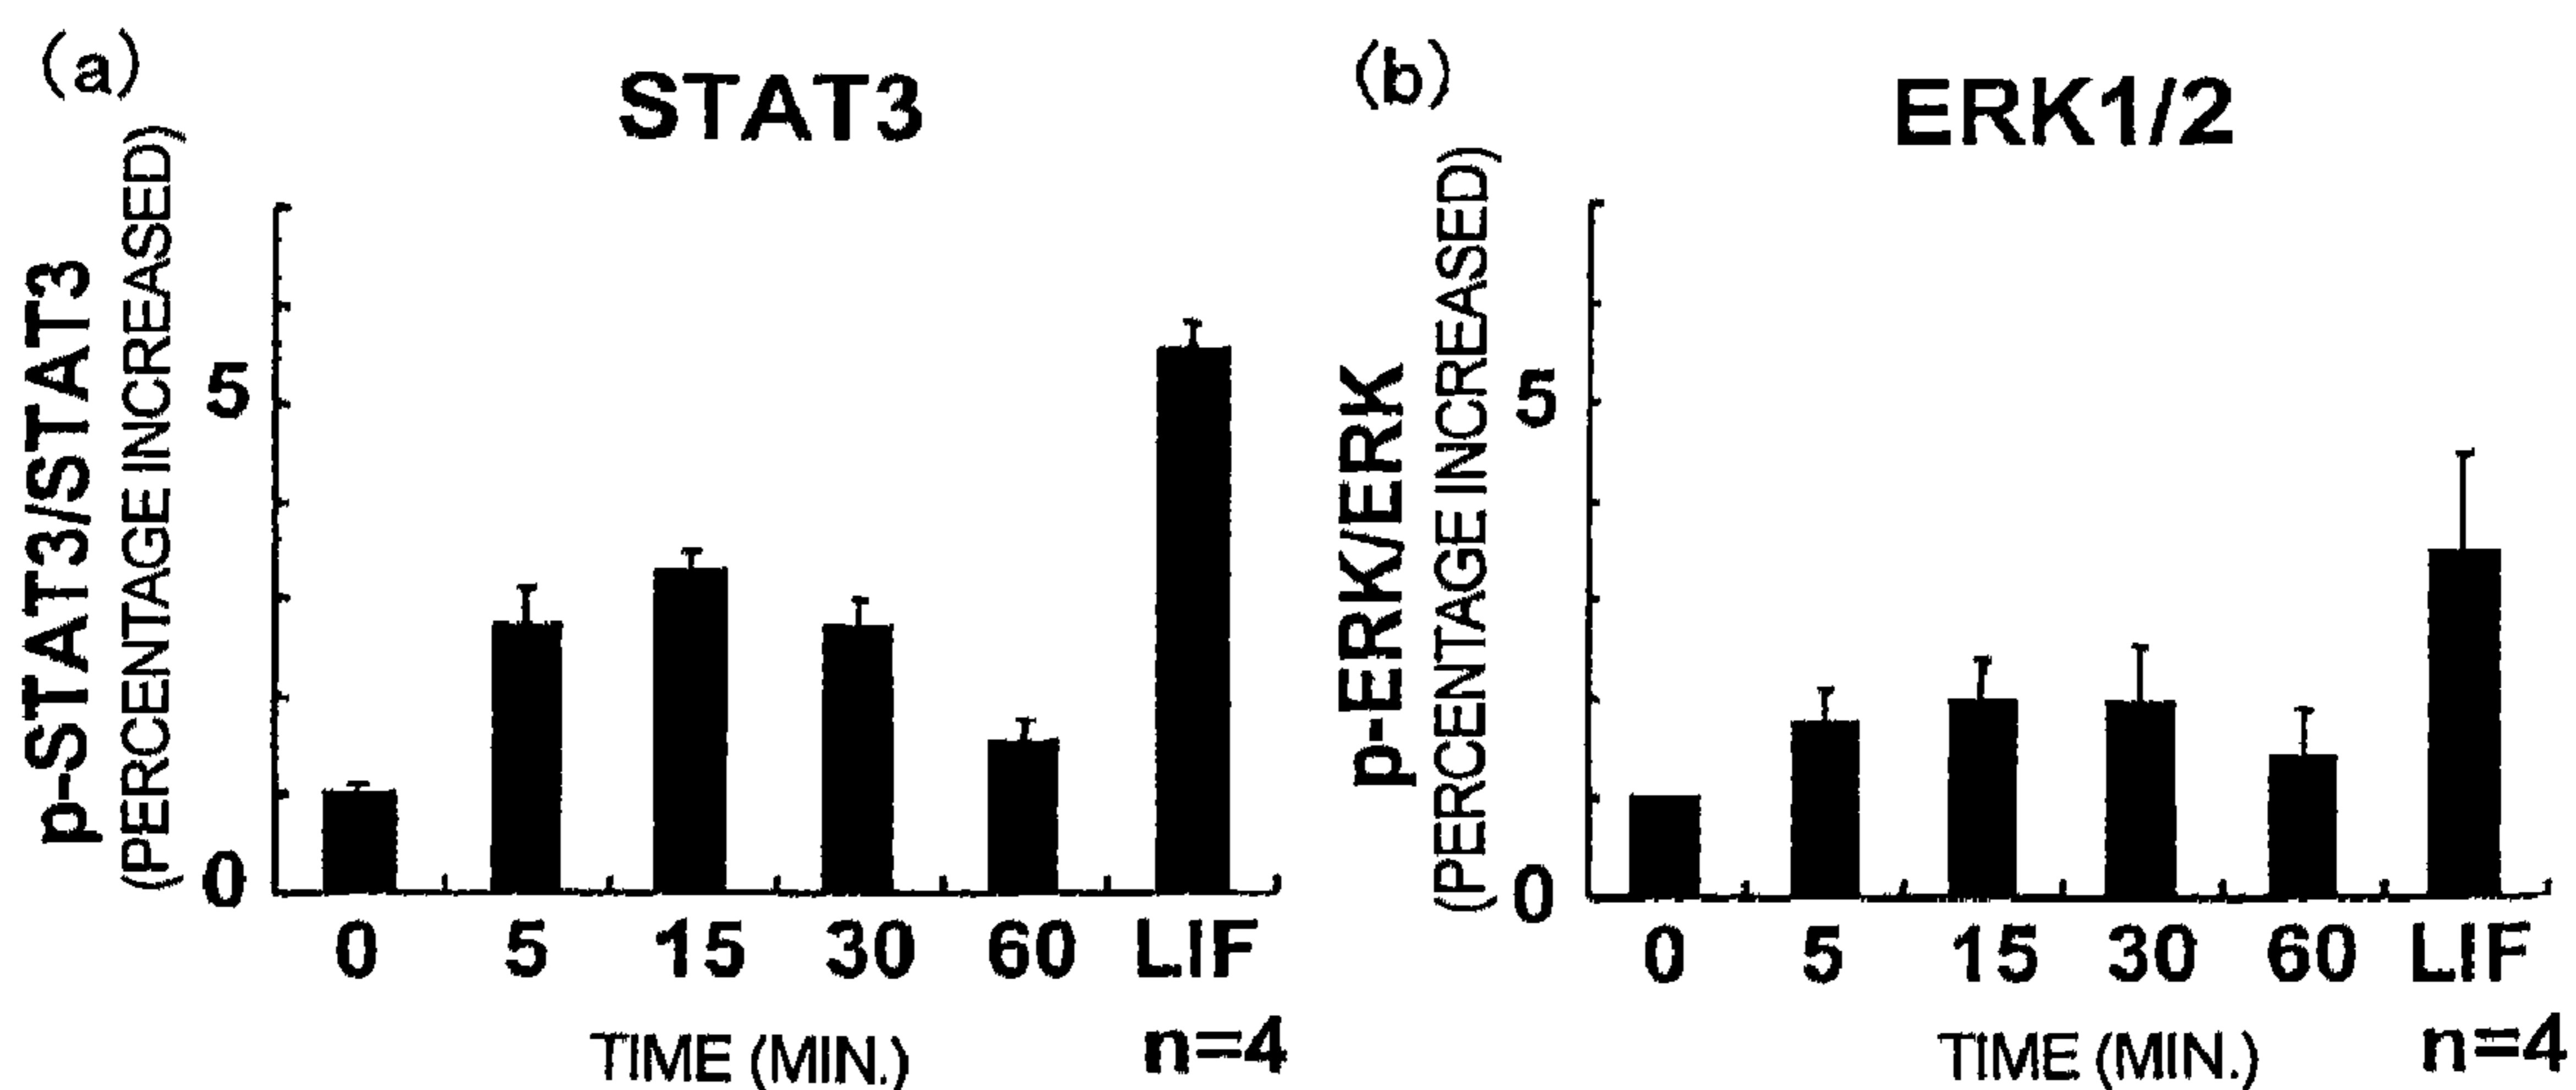 (a)
STAT3
p-STAT3/STAT3
(PERCENTAGE INCREASED)
5
0
0 5 15 30 60 LIF
TIME (MIN.)
n=4
(b)
ERK1/2
p-ERK/ERK
(PERCENTAGE INCREASED)
5
0
0 5 15 30 60 LIF
TIME (MIN.)
n=4